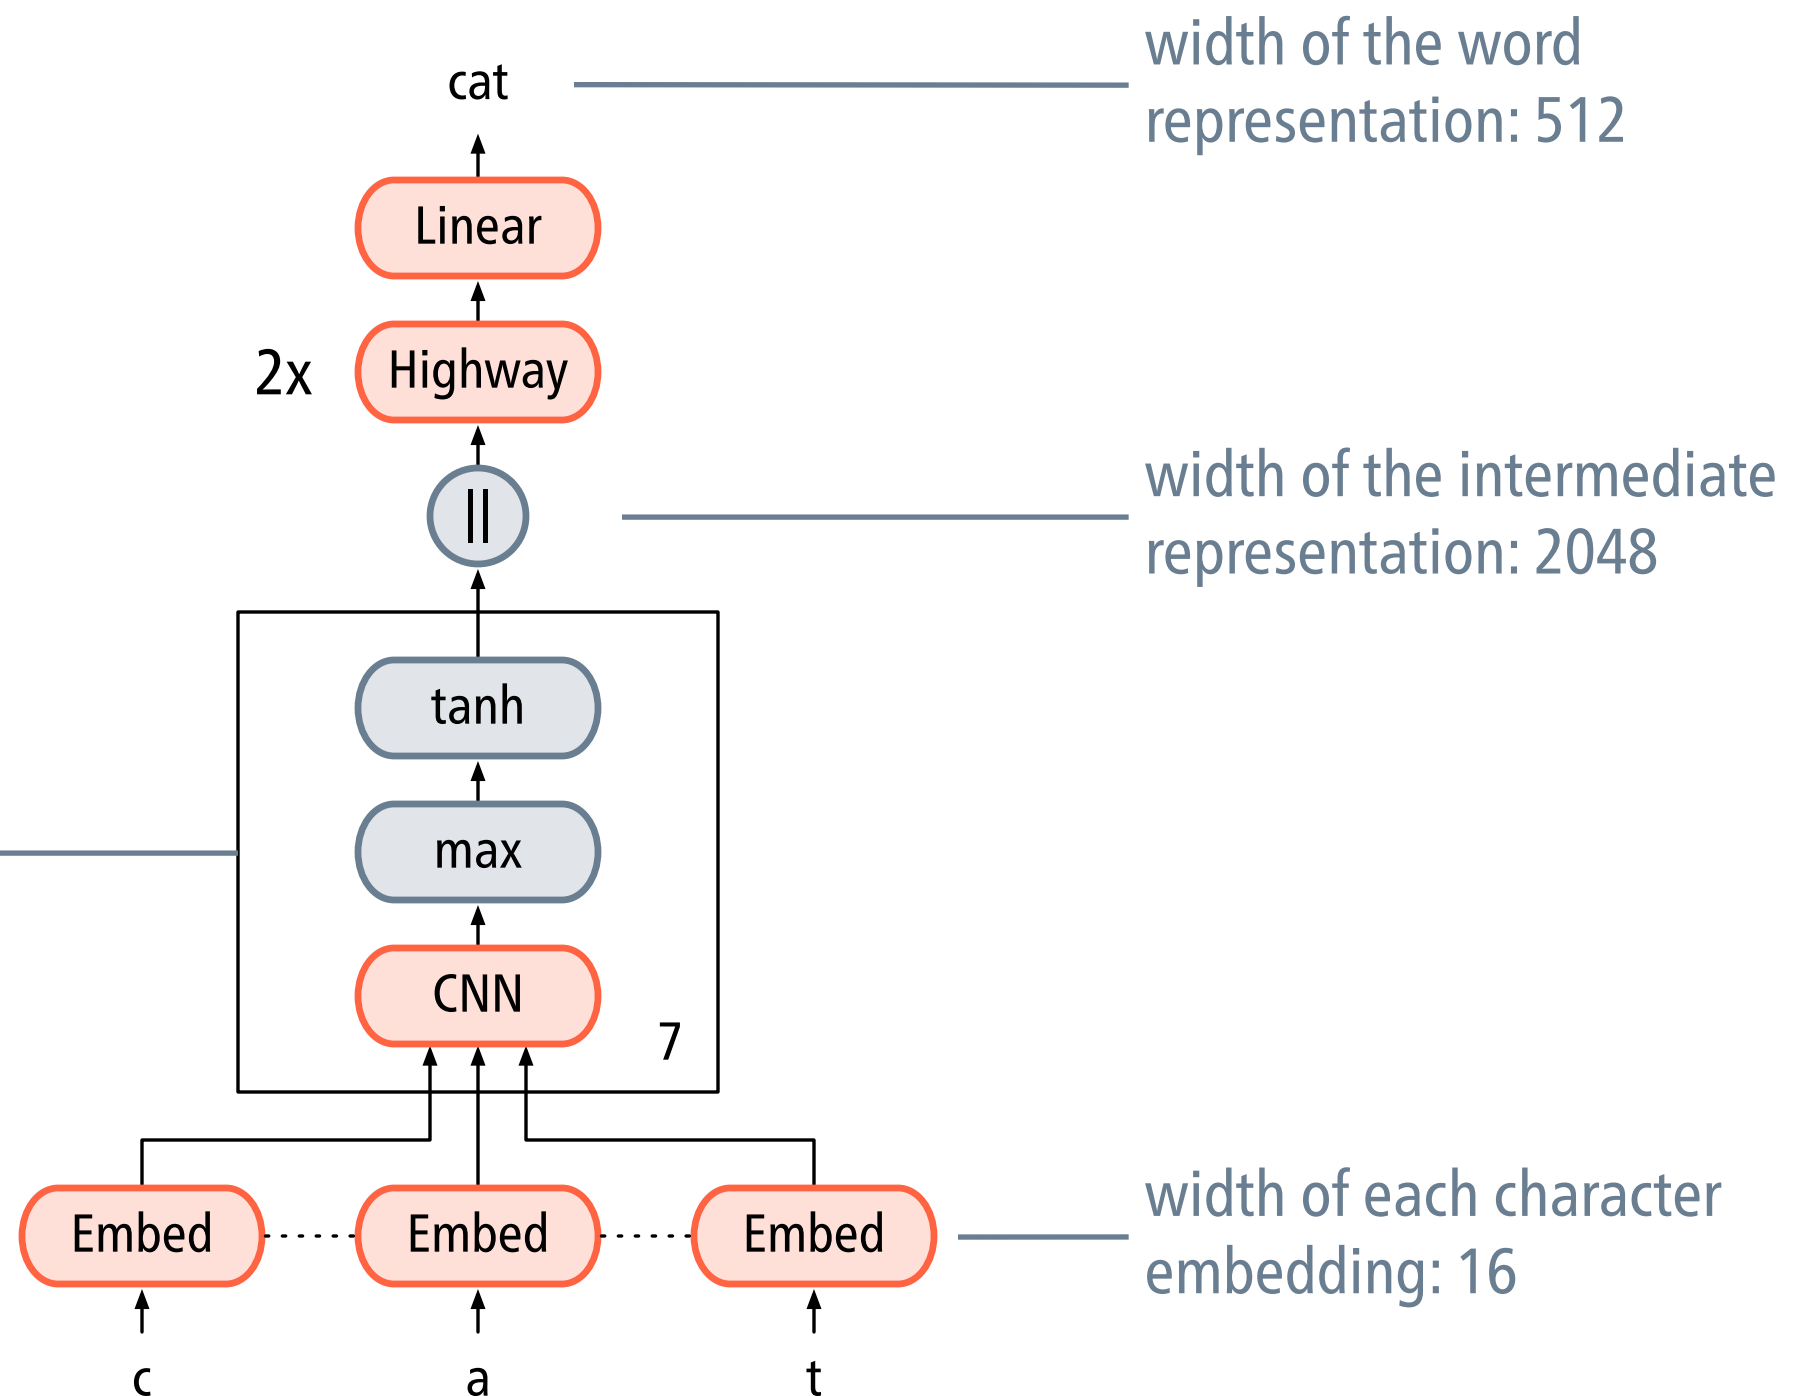 cat
width of the word
representation: 512
Linear
2x
Highway
||
width of the intermediate
representation: 2048
tanh
max
CNN
7
Embed
Embed
Embed
width of each character
embedding: 16
c
a
t